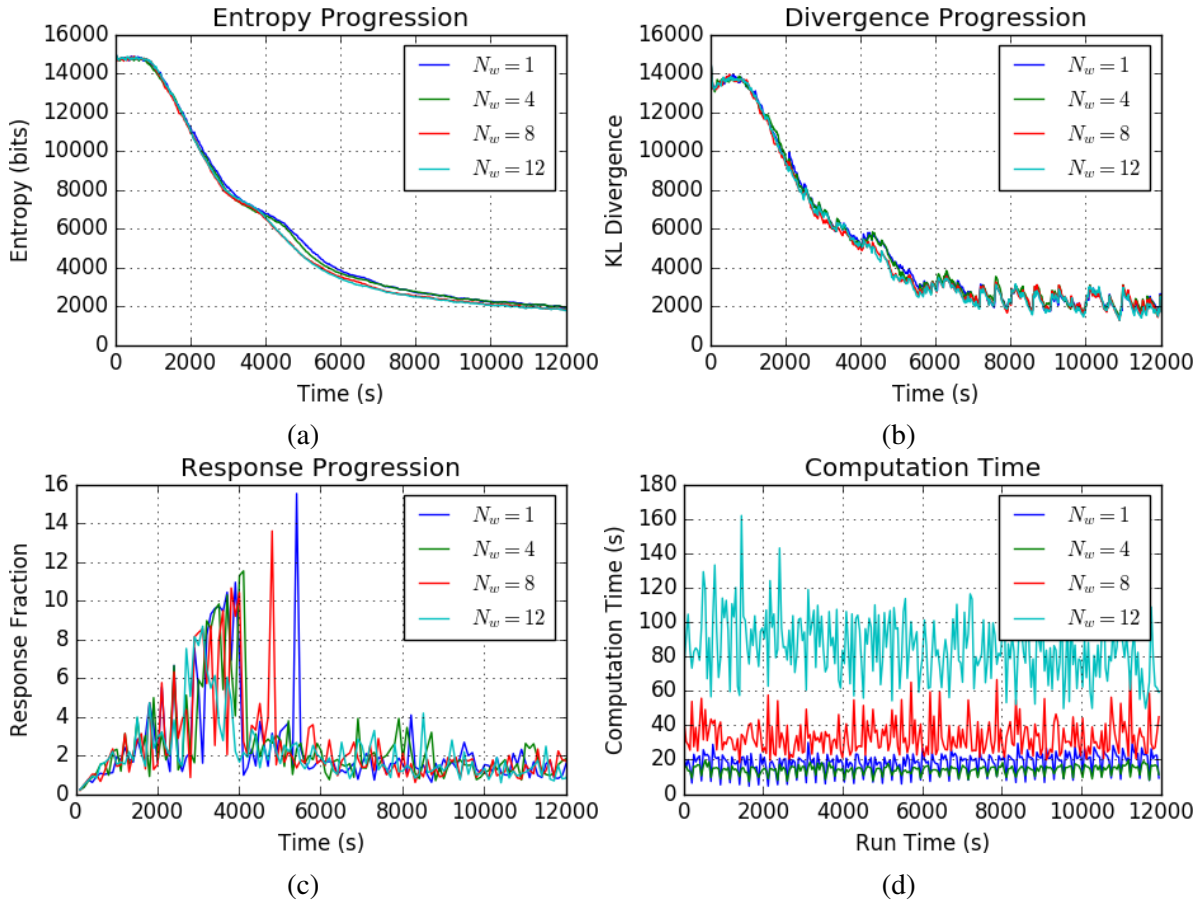 Entropy Progression
16000
14000
12000
10000
8000
6000
4000
2000
0
Entropy (bits)
N_w = 1
N_w = 4
N_w = 8
N_w = 12
0 2000 4000 6000 8000 10000 12000
Time (s)
(a)
Divergence Progression
16000
14000
12000
10000
8000
6000
4000
2000
0
KL Divergence
N_w = 1
N_w = 4
N_w = 8
N_w = 12
0 2000 4000 6000 8000 10000 12000
Time (s)
(b)
Response Progression
16
14
12
10
8
6
4
2
0
Response Fraction
N_w = 1
N_w = 4
N_w = 8
N_w = 12
0 2000 4000 6000 8000 10000 12000
Time (s)
(c)
Computation Time
180
160
140
120
100
80
60
40
20
0
Computation Time (s)
N_w = 1
N_w = 4
N_w = 8
N_w = 12
0 2000 4000 6000 8000 10000 12000
Run Time (s)
(d)